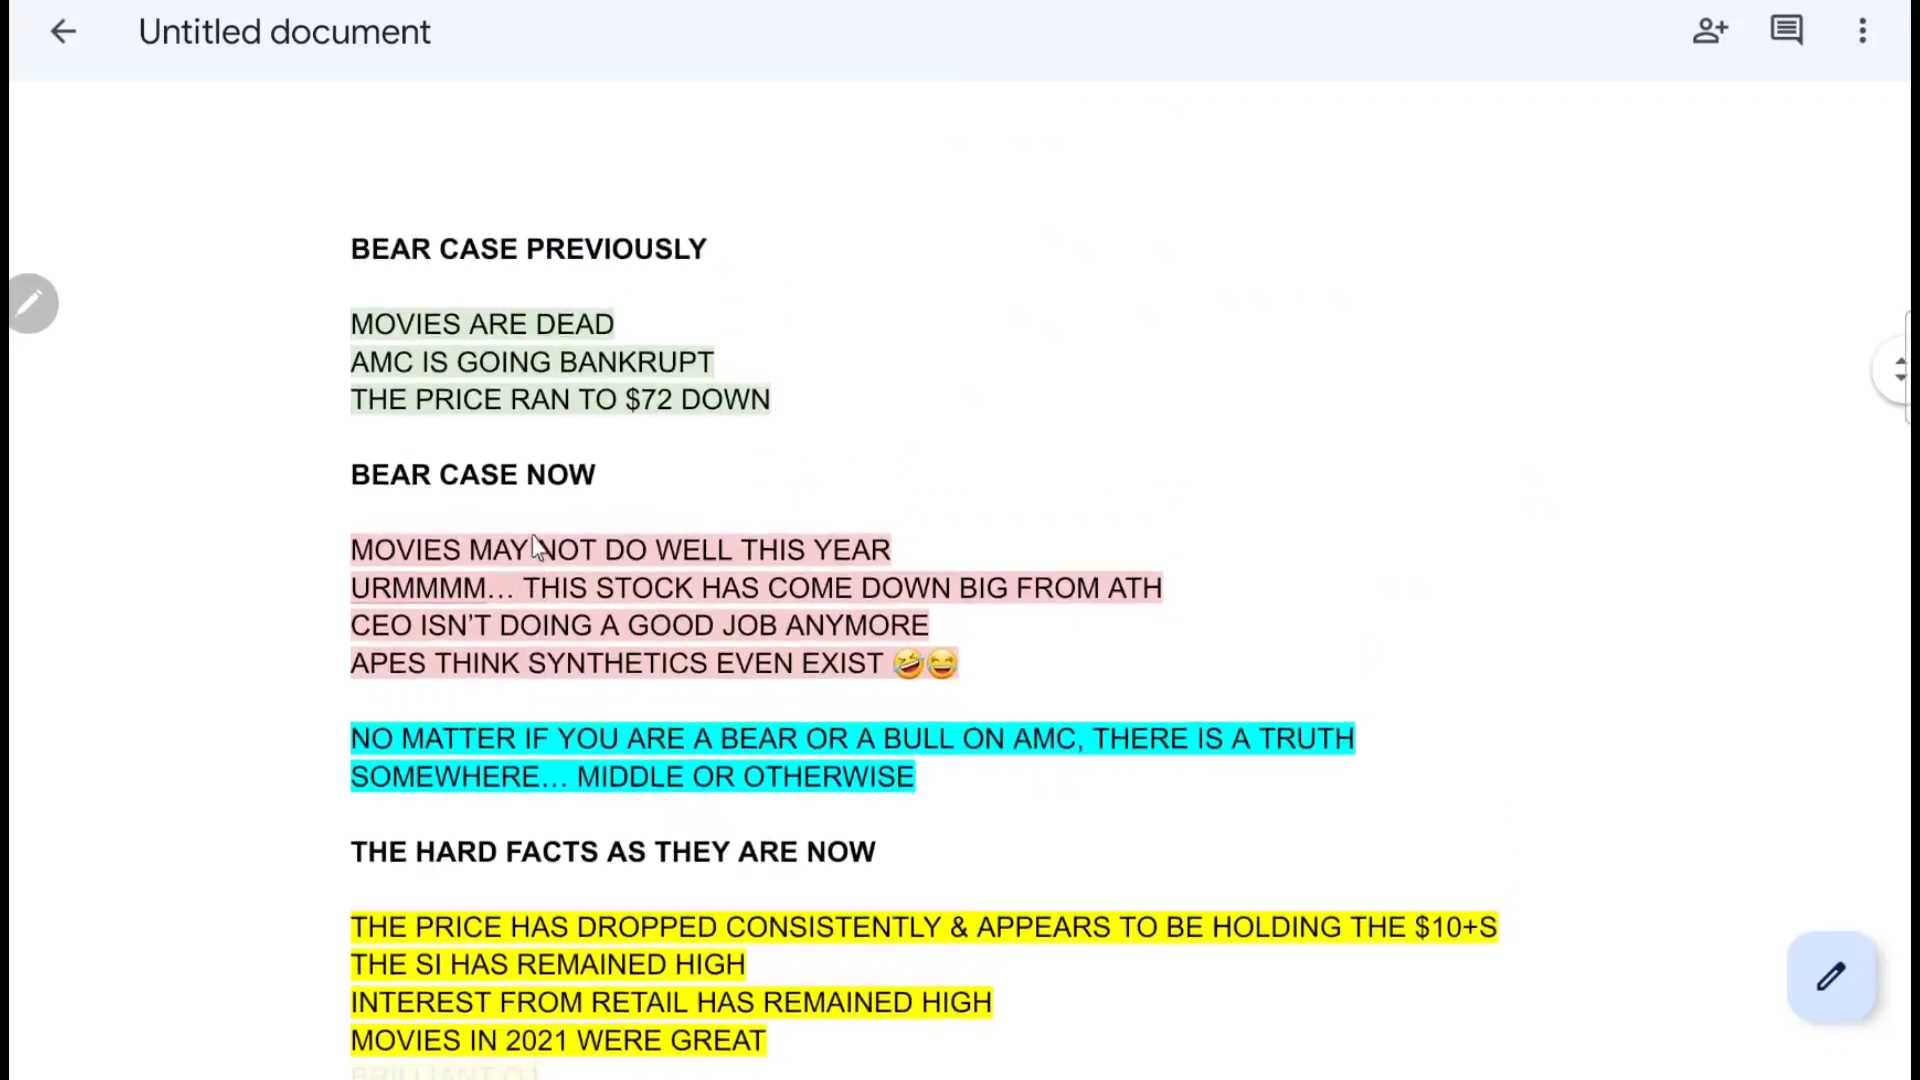 Untitled document
BEAR CASE PREVIOUSLY
MOVIES ARE DEAD
AMC IS GOING BANKRUPT
THE PRICE RAN TO $72 DOWN
BEAR CASE NOW
MOVIES MAY NOT DO WELL THIS YEAR
URMMMM... THIS STOCK HAS COME DOWN BIG FROM ATH
CEO ISN'T DOING A GOOD JOB ANYMORE
APES THINK SYNTHETICS EVEN EXIST 🤣😂
NO MATTER IF YOU ARE A BEAR OR A BULL ON AMC, THERE IS A TRUTH
SOMEWHERE... MIDDLE OR OTHERWISE
THE HARD FACTS AS THEY ARE NOW
THE PRICE HAS DROPPED CONSISTENTLY & APPEARS TO BE HOLDING THE $10+S
THE SI HAS REMAINED HIGH
INTEREST FROM RETAIL HAS REMAINED HIGH
MOVIES IN 2021 WERE GREAT
BRILLIANT